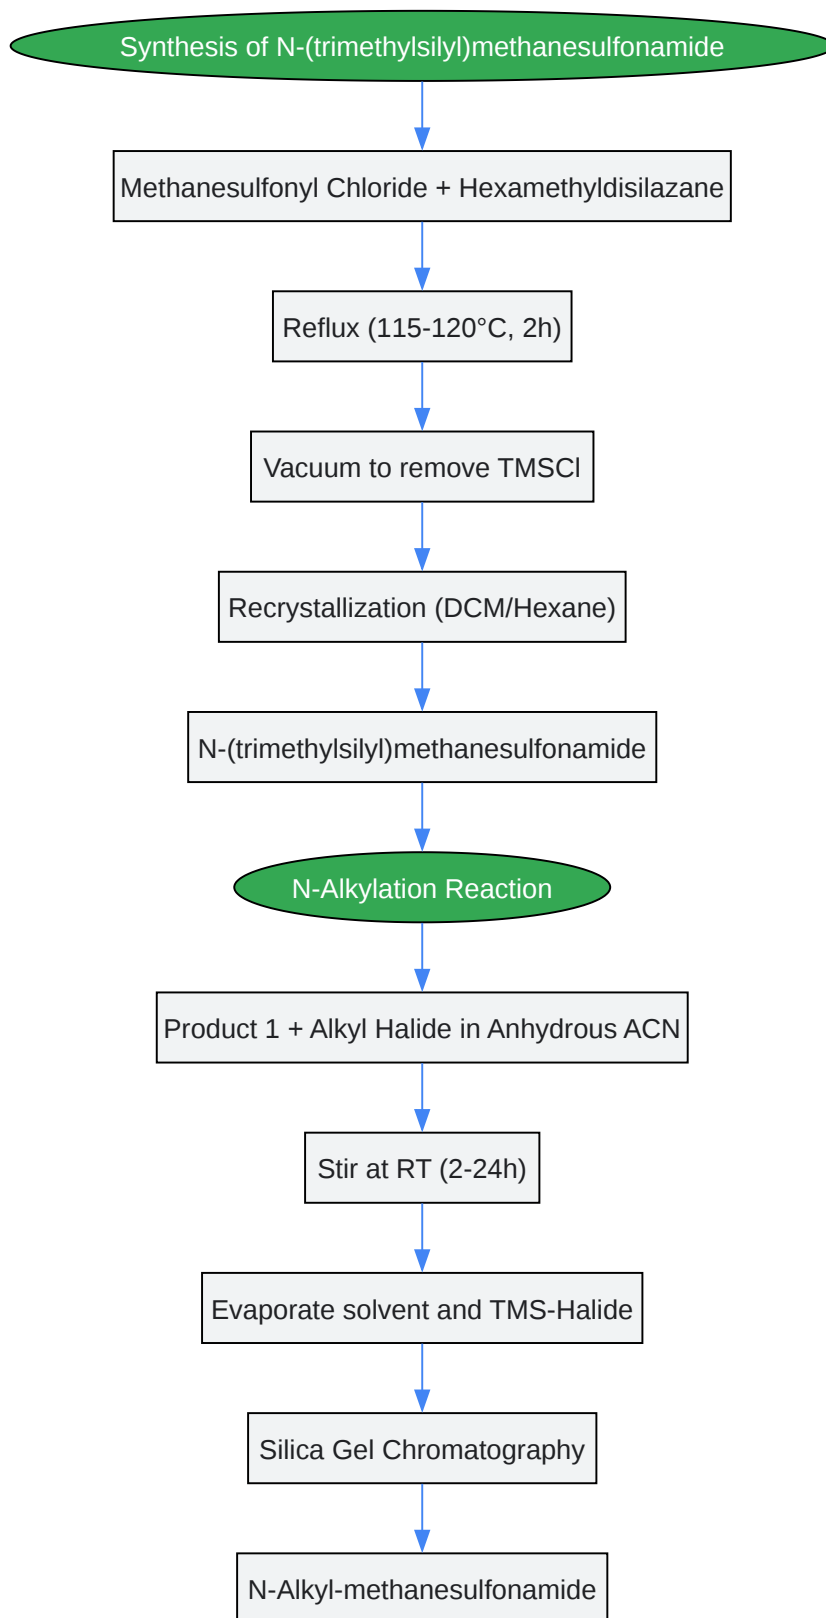 Synthesis of N-(trimethylsilyl)methanesulfonamide
Methanesulfonyl Chloride + Hexamethyldisilazane
Reflux (115-120°C, 2h)
Vacuum to remove TMSCl
Recrystallization (DCM/Hexane)
N-(trimethylsilyl)methanesulfonamide
N-Alkylation Reaction
Product 1 + Alkyl Halide in Anhydrous ACN
Stir at RT (2-24h)
Evaporate solvent and TMS-Halide
Silica Gel Chromatography
N-Alkyl-methanesulfonamide